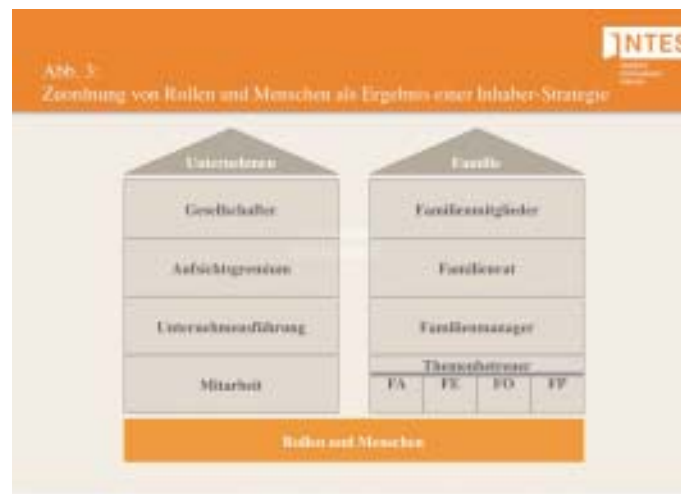 INTES
Abb. 3:
Zuordnung von Rollen und Menschen als Ergebnis einer Inhaber-Strategie
Unternehmen
Familie
Gesellschafter
Familienmitglieder
Aufsichtsgremium
Familienrat
Unternehmensführung
Familienmanager
Mitarbeit
Themenbetreuer
FA FE FO FP
Rollen und Menschen